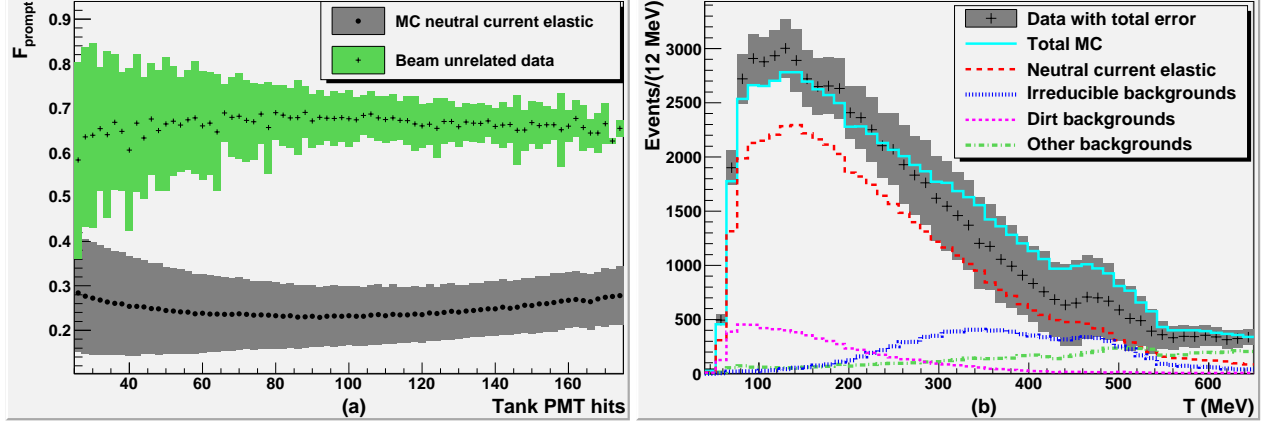 F_prompt
0.9
0.8
0.7
0.6
0.5
0.4
0.3
0.2
MC neutral current elastic
Beam unrelated data
40 60 80 100 120 140 160
(a) Tank PMT hits
Events/(12 MeV)
3000
2500
2000
1500
1000
500
0
Data with total error
Total MC
Neutral current elastic
Irreducible backgrounds
Dirt backgrounds
Other backgrounds
100 200 300 400 500 600
(b) T (MeV)